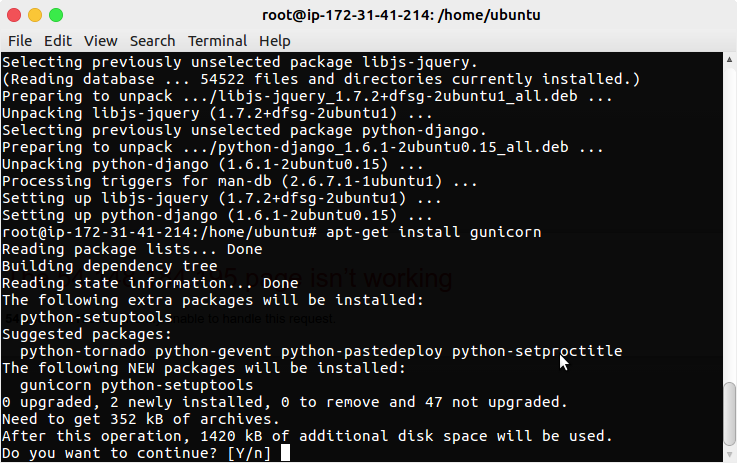 root@ip-172-31-41-214: /home/ubuntu
File Edit View Search Terminal Help
Selecting previously unselected package libjs-jquery.
(Reading database ... 54522 files and directories currently installed.)
Preparing to unpack .../libjs-jquery_1.7.2+dfsg-2ubuntu1_all.deb ...
Unpacking libjs-jquery (1.7.2+dfsg-2ubuntu1) ...
Selecting previously unselected package python-django.
Preparing to unpack .../python-django_1.6.1-2ubuntu0.15_all.deb ...
Unpacking python-django (1.6.1-2ubuntu0.15) ...
Processing triggers for man-db (2.6.7.1-1ubuntu1) ...
Setting up libjs-jquery (1.7.2+dfsg-2ubuntu1) ...
Setting up python-django (1.6.1-2ubuntu0.15) ...
root@ip-172-31-41-214:/home/ubuntu# apt-get install gunicorn
Reading package lists... Done
Building dependency tree
page isn't working
Reading state information... Done
The following extra packages will be installed:
python-setuptools
to handle this request.
Suggested packages:
python-tornado python-gevent python-pastedeploy python-setproctitle
The following NEW packages will be installed:
gunicorn python-setuptools
0 upgraded, 2 newly installed, 0 to remove and 47 not upgraded.
Need to get 352 kB of archives.
After this operation, 1420 kB of additional disk space will be used.
Do you want to continue? [Y/n]